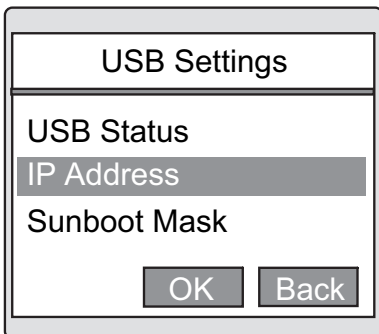 USB Settings
USB Status
IP Address
Sunboot Mask
OK Back